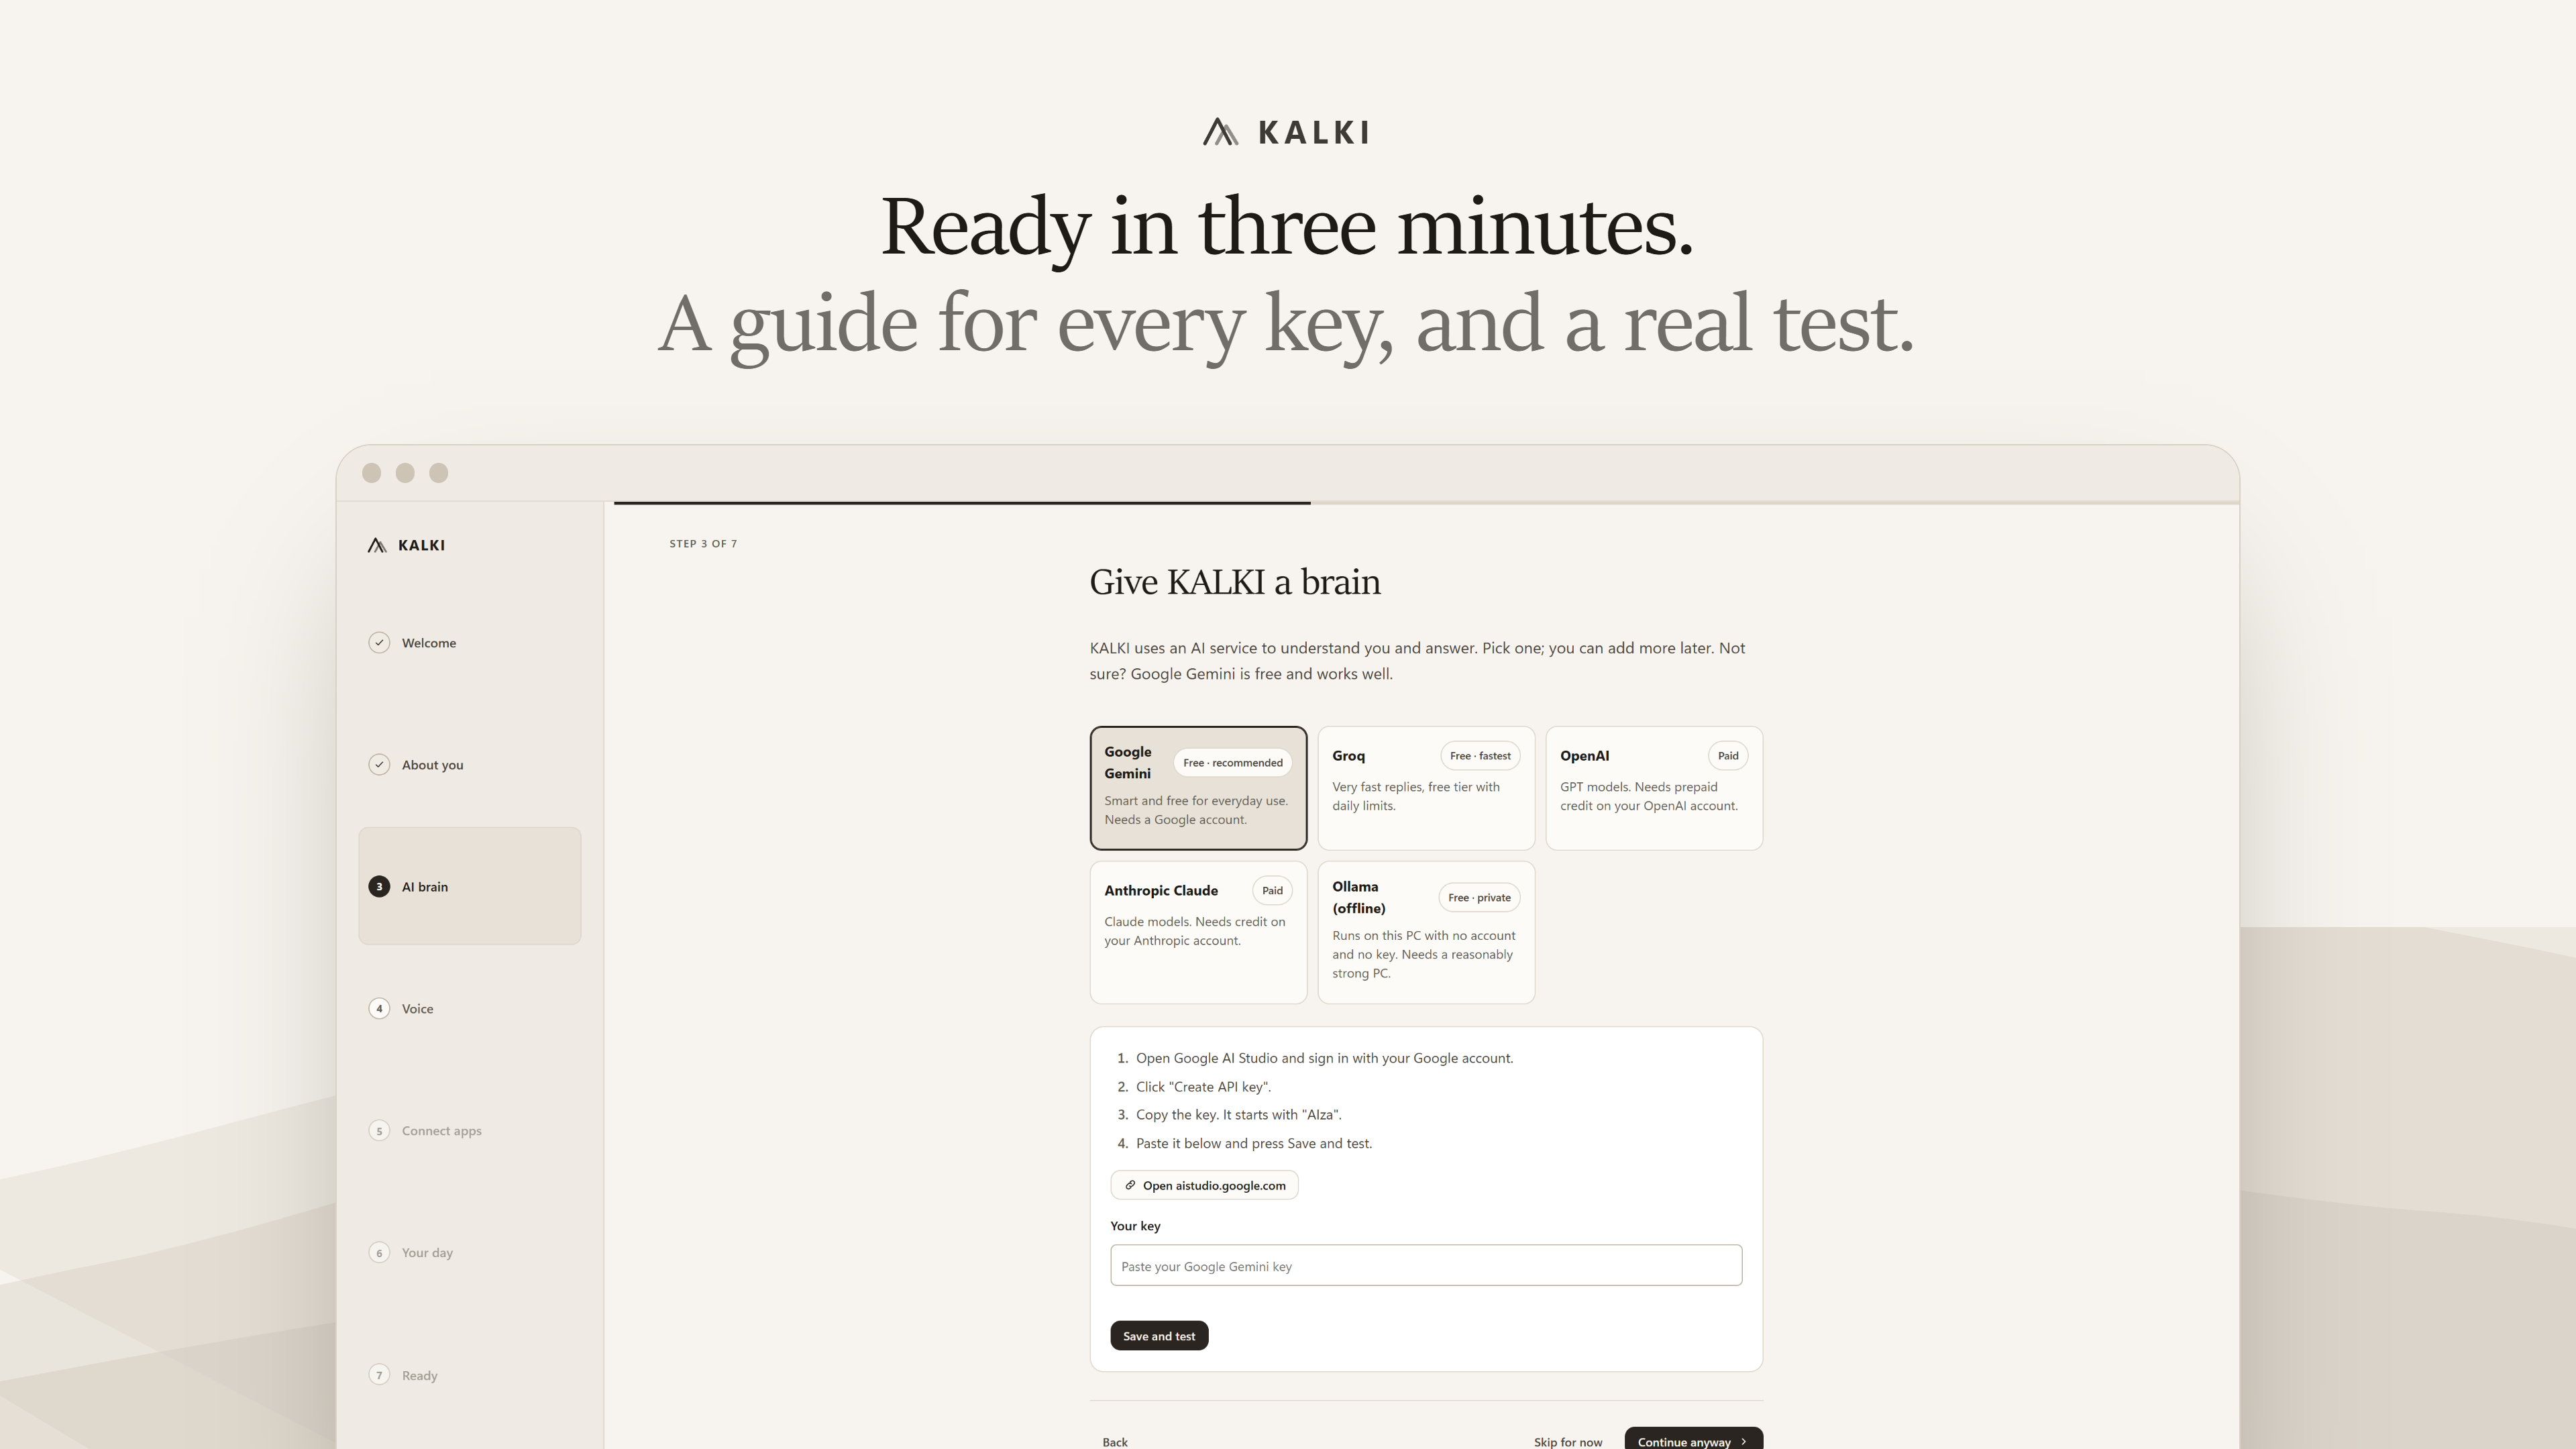 KALKI
Ready in three minutes.
A guide for every key, and a real test.
KALKI
Welcome
About you
3 AI brain
4 Voice
5 Connect apps
6 Your day
7 Ready
STEP 3 OF 7
Give KALKI a brain
KALKI uses an AI service to understand you and answer. Pick one; you can add more later. Not
sure? Google Gemini is free and works well.
Google
Gemini
Free · recommended
Smart and free for everyday use.
Needs a Google account.
Groq
Free · fastest
Very fast replies, free tier with
daily limits.
OpenAI
Paid
GPT models. Needs prepaid
credit on your OpenAI account.
Anthropic Claude
Paid
Claude models. Needs credit on
your Anthropic account.
Ollama
(offline)
Free · private
Runs on this PC with no account
and no key. Needs a reasonably
strong PC.
1. Open Google AI Studio and sign in with your Google account.
2. Click "Create API key".
3. Copy the key. It starts with "AIza".
4. Paste it below and press Save and test.
Open aistudio.google.com
Your key
Paste your Google Gemini key
Save and test
Back
Skip for now
Continue anyway